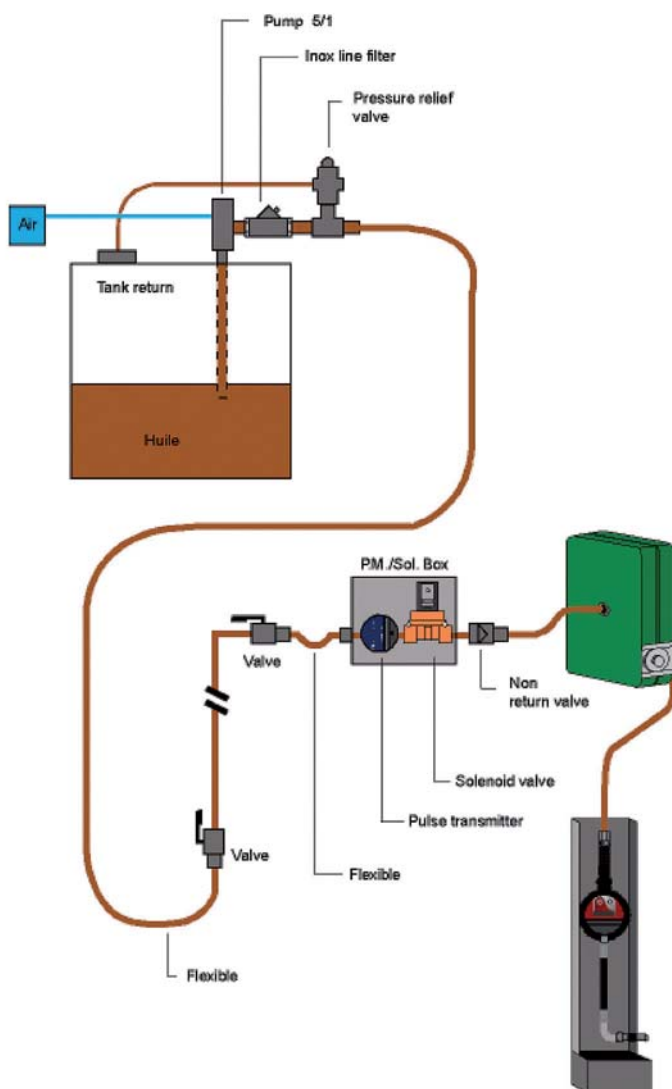 Pump 5/1
Inox line filter
Pressure relief
valve
Air
Tank return
Huile
P.M./Sol. Box
Valve
Non
return valve
Solenoid valve
Pulse transmitter
Valve
Flexible
Flexible